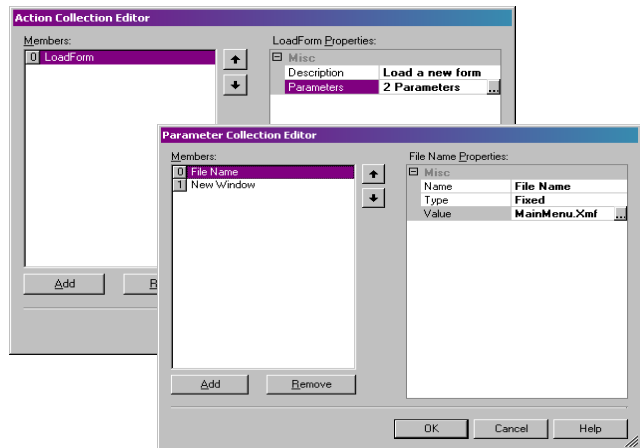 Action Collection Editor
Members:
LoadForm Properties:
0 LoadForm
Misc
Description Load a new form
Parameters 2 Parameters ...
Add
R
Parameter Collection Editor
Members:
File Name Properties:
0 File Name
1 New Window
Misc
Name File Name
Type Fixed
Value MainMenu.Xmf ...
Add
Remove
OK
Cancel
Help